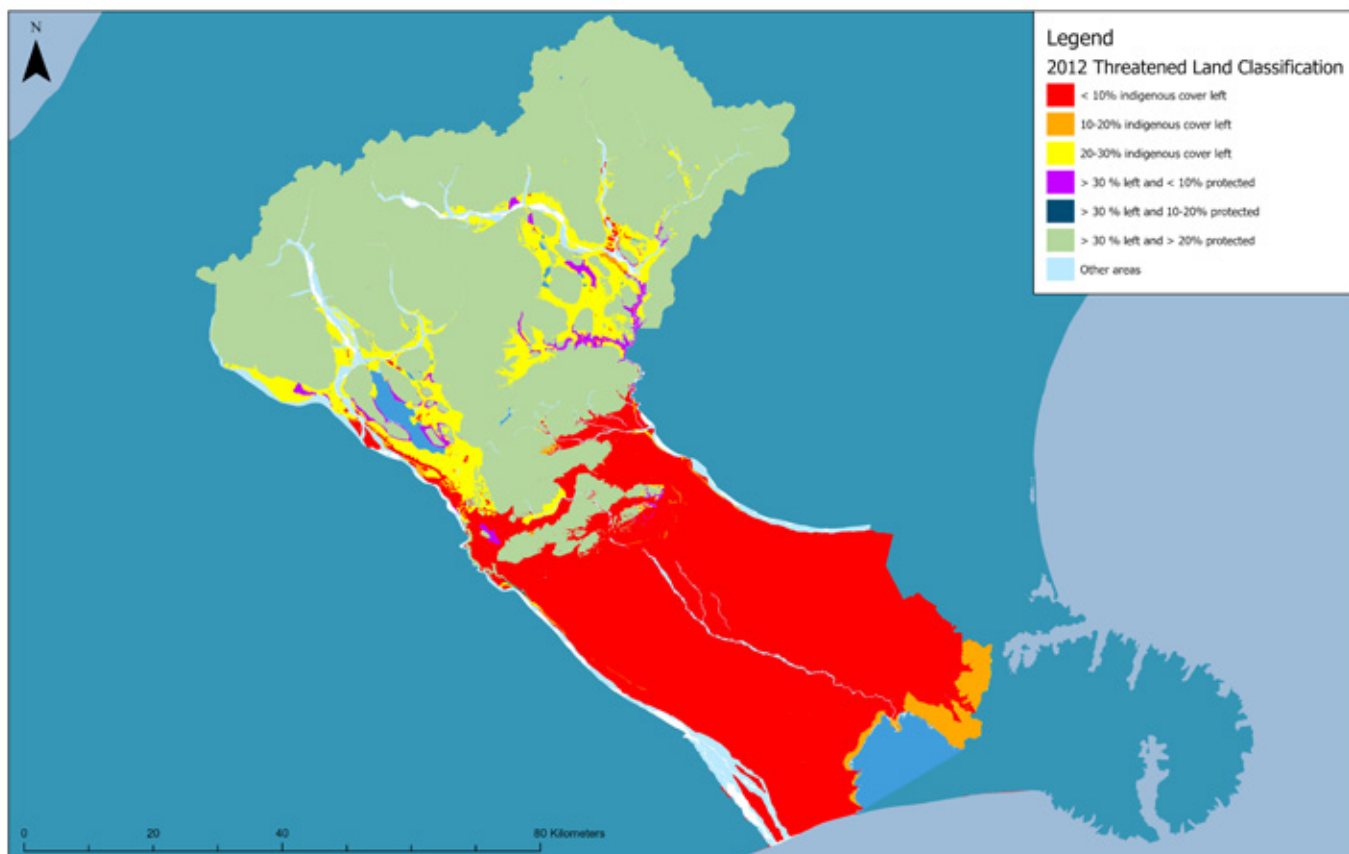 N
Legend
2012 Threatened Land Classification
< 10% indigenous cover left
10-20% indigenous cover left
20-30% indigenous cover left
> 30 % left and < 10% protected
> 30 % left and 10-20% protected
> 30 % left and > 20% protected
Other areas
0 20 40 80 Kilometers